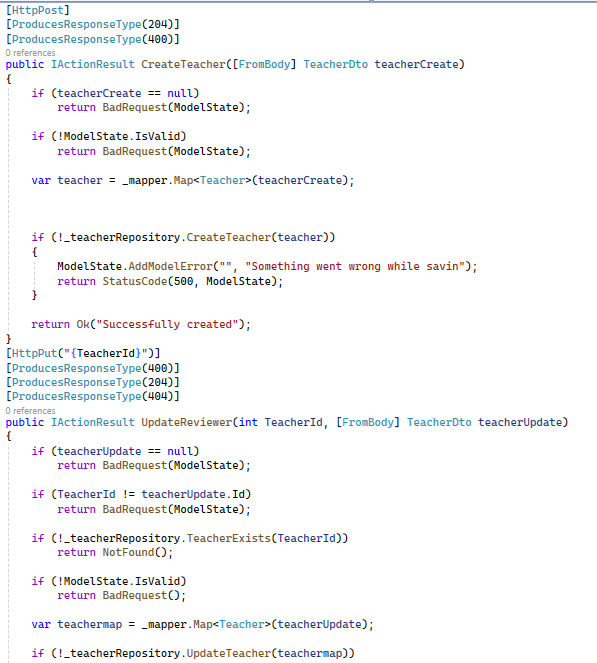 [HttpPost]
[ProducesResponseType(204)]
[ProducesResponseType(400)]
0 references
public IActionResult CreateTeacher([FromBody] TeacherDto teacherCreate)
{
    if (teacherCreate == null)
        return BadRequest(ModelState);

    if (!ModelState.IsValid)
        return BadRequest(ModelState);

    var teacher = _mapper.Map<Teacher>(teacherCreate);

    if (!_teacherRepository.CreateTeacher(teacher))
    {
        ModelState.AddModelError("", "Something went wrong while savin");
        return StatusCode(500, ModelState);
    }

    return Ok("Successfully created");
}
[HttpPut("{TeacherId}")]
[ProducesResponseType(400)]
[ProducesResponseType(204)]
[ProducesResponseType(404)]
0 references
public IActionResult UpdateReviewer(int TeacherId, [FromBody] TeacherDto teacherUpdate)
{
    if (teacherUpdate == null)
        return BadRequest(ModelState);

    if (TeacherId != teacherUpdate.Id)
        return BadRequest(ModelState);

    if (!_teacherRepository.TeacherExists(TeacherId))
        return NotFound();

    if (!ModelState.IsValid)
        return BadRequest();

    var teachermap = _mapper.Map<Teacher>(teacherUpdate);

    if (!_teacherRepository.UpdateTeacher(teachermap))